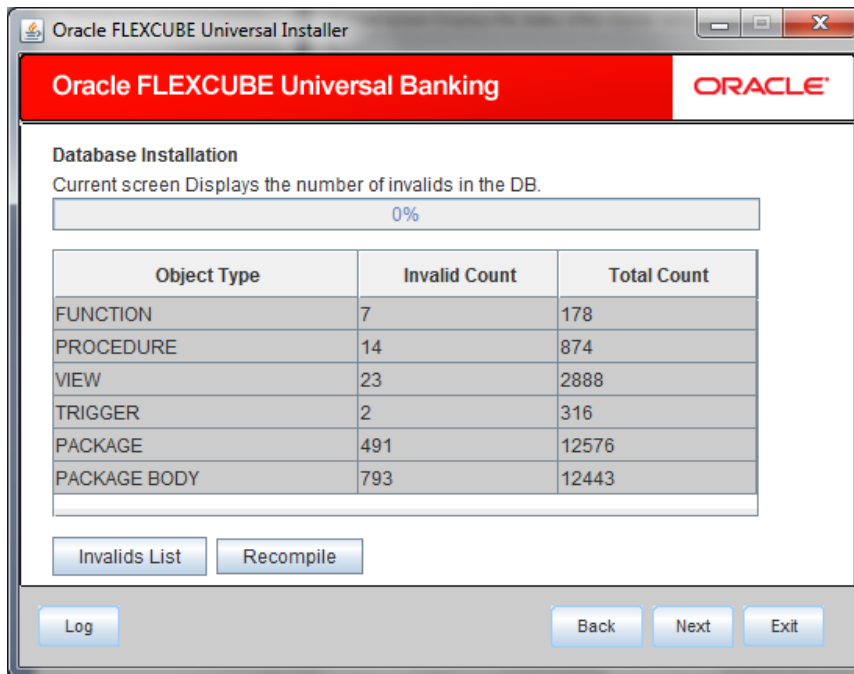 Oracle FLEXCUBE Universal Installer
Oracle FLEXCUBE Universal Banking
ORACLE
Database Installation
Current screen Displays the number of invalids in the DB.
0%
Object Type Invalid Count Total Count
FUNCTION 7 178
PROCEDURE 14 874
VIEW 23 2888
TRIGGER 2 316
PACKAGE 491 12576
PACKAGE BODY 793 12443
Invalids List Recompile
Log Back Next Exit